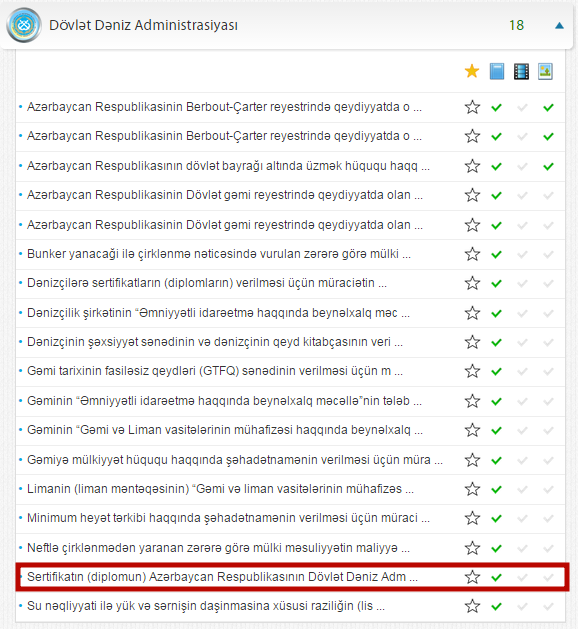 Dövlət Dəniz Administrasiyası 18
Azərbaycan Respublikasinin Berbout-Çarter reyestrində qeydiyyatda o ...
Azərbaycan Respublikasinin Berbout-Çarter reyestrində qeydiyyatda o ...
Azərbaycan Respublikasının dövlət bayrağı altında üzmək hüququ haqq ...
Azərbaycan Respublikasinin Dövlət gəmi reyestrində qeydiyyatda olan ...
Azərbaycan Respublikasinin Dövlət gəmi reyestrində qeydiyyatda olan ...
Bunker yanacaği ilə çirklənmə nəticəsində vurulan zərərə görə mülki ...
Dənizçilərə sertifikatların (diplomların) verilməsi üçün müraciətin ...
Dənizçilik şirkətinin “Əmniyyətli idarəetmə haqqında beynəlxalq məc ...
Dənizçinin şəxsiyyət sənədinin və dənizçinin qeyd kitabçasının veri ...
Gəmi tarixinin fasiləsiz qeydləri (GTFQ) sənədinin verilməsi üçün m ...
Gəminin “Əmniyyətli idarəetmə haqqında beynəlxalq məcəllə”nin tələb ...
Gəminin “Gəmi və Liman vasitələrinin mühafizəsi haqqında beynəlxalq ...
Gəmiyə mülkiyyət hüququ haqqında şəhadətnamənin verilməsi üçün müra ...
Limanin (liman məntəqəsinin) “Gəmi və liman vasitələrinin mühafizəs ...
Minimum heyət tərkibi haqqında şəhadətnamənin verilməsi üçün müraci ...
Neftlə çirklənmədən yaranan zərərə görə mülki məsuliyyətin maliyyə ...
Sertifikatın (diplomun) Azərbaycan Respublikasının Dövlət Dəniz Adm ...
Su nəqliyyati ilə yük və sərnişin daşinmasina xüsusi raziliğin (lis ...